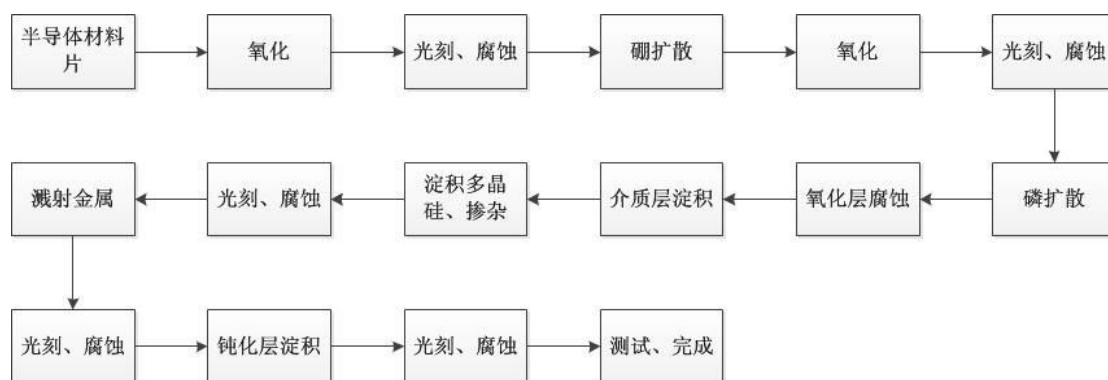 半导体材料
片
氧化
光刻、腐蚀
硼扩散
氧化
光刻、腐蚀
磷扩散
氧化层腐蚀
介质层淀积
淀积多晶
硅、掺杂
光刻、腐蚀
溅射金属
光刻、腐蚀
钝化层淀积
光刻、腐蚀
测试、完成